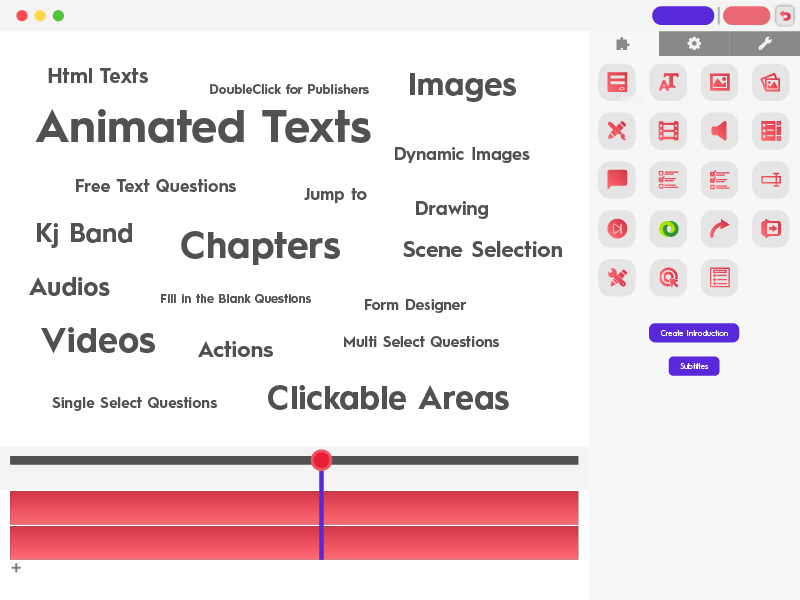 Html Texts
DoubleClick for Publishers
Images
Animated Texts
Dynamic Images
Free Text Questions
Jump to
Drawing
Kj Band
Chapters
Scene Selection
Audios
Fill in the Blank Questions
Form Designer
Videos
Actions
Multi Select Questions
Single Select Questions
Clickable Areas
Create Introduction
Subtitles